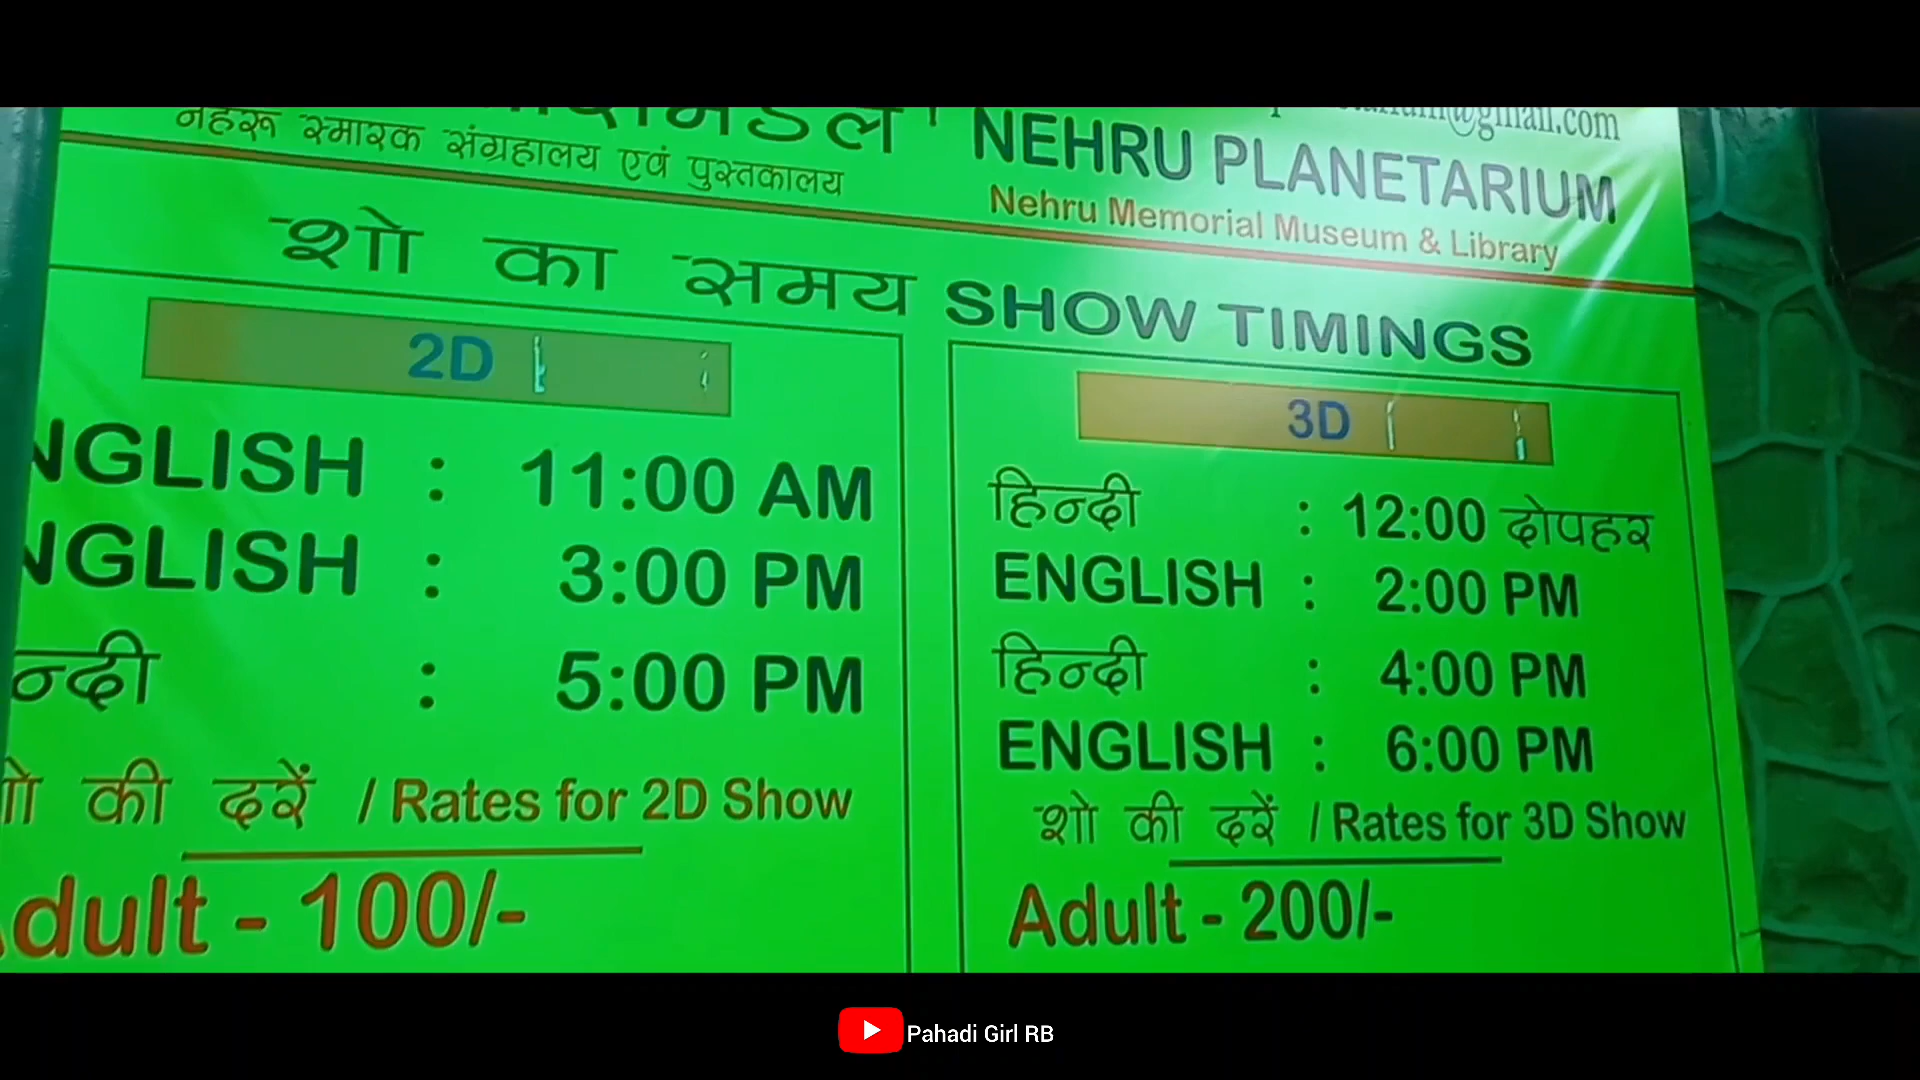 नेहरू स्मारक संग्रहालय एवं पुस्तकालय
@gmail.com
NEHRU PLANETARIUM
Nehru Memorial Museum & Library
शो का समय SHOW TIMINGS
2D
NGLISH : 11:00 AM
NGLISH : 3:00 PM
न्दी : 5:00 PM
शो की दरें / Rates for 2D Show
Adult - 100/-
3D
हिन्दी : 12:00 दोपहर
ENGLISH : 2:00 PM
हिन्दी : 4:00 PM
ENGLISH : 6:00 PM
शो की दरें / Rates for 3D Show
Adult - 200/-
Pahadi Girl RB